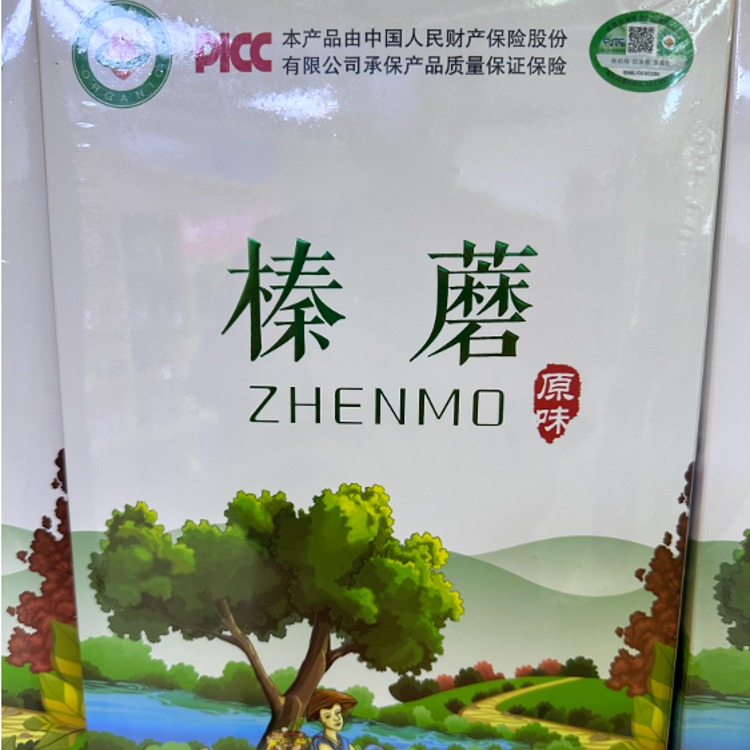 ORGANIC
PICC
本产品由中国人民财产保险股份
有限公司承保产品质量保证保险
榛蘑
ZHENMO
原味